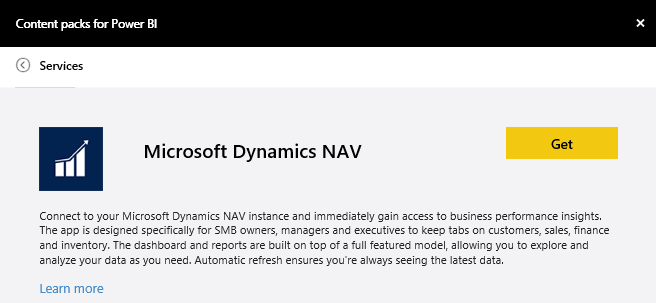 Content packs for Power BI
Services
Microsoft Dynamics NAV
Get
Connect to your Microsoft Dynamics NAV instance and immediately gain access to business performance insights.
The app is designed specifically for SMB owners, managers and executives to keep tabs on customers, sales, finance
and inventory. The dashboard and reports are built on top of a full featured model, allowing you to explore and
analyze your data as you need. Automatic refresh ensures you're always seeing the latest data.
Learn more